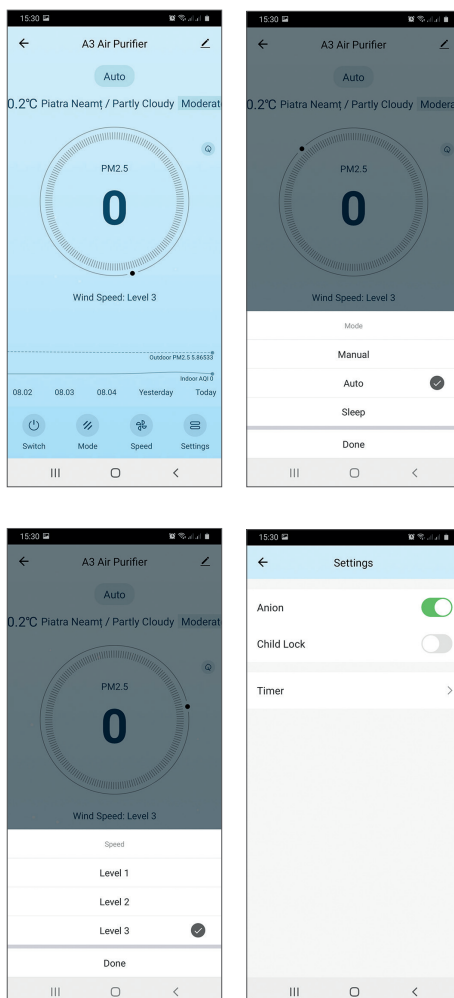 15:30
A3 Air Purifier
Auto
0.2℃ Piatra Neamț / Partly Cloudy Moderat
PM2.5
0
Wind Speed: Level 3
Outdoor PM2.5 5.86533
Indoor AQI 0
08.02 08.03 08.04 Yesterday Today
Switch Mode Speed Settings
15:30
A3 Air Purifier
Auto
0.2℃ Piatra Neamț / Partly Cloudy Modera
PM2.5
0
Wind Speed: Level 3
Mode
Manual
Auto
Sleep
Done
15:30
A3 Air Purifier
Auto
0.2℃ Piatra Neamț / Partly Cloudy Moderat
PM2.5
0
Wind Speed: Level 3
Speed
Level 1
Level 2
Level 3
Done
15:30
Settings
Anion
Child Lock
Timer